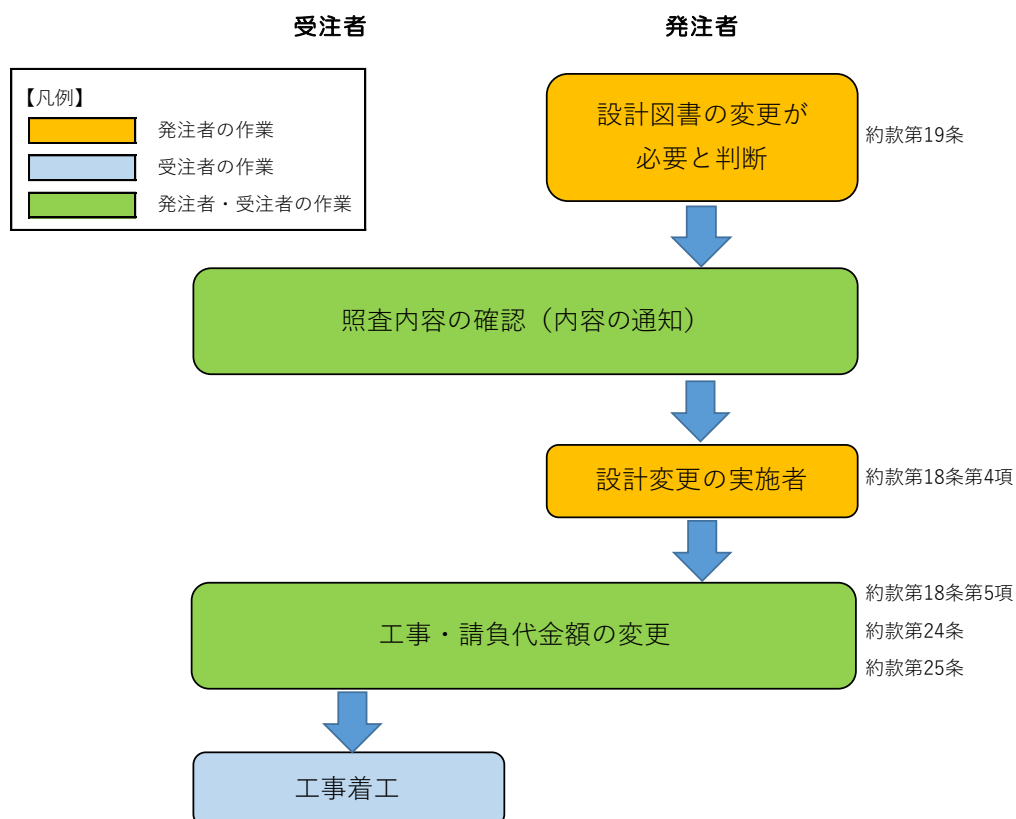 受注者
発注者
【凡例】
発注者の作業
受注者の作業
発注者・受注者の作業
設計図書の変更が
必要と判断
約款第19条
照査内容の確認（内容の通知）
設計変更の実施者
約款第18条第4項
工事・請負代金額の変更
約款第18条第5項
約款第24条
約款第25条
工事着工